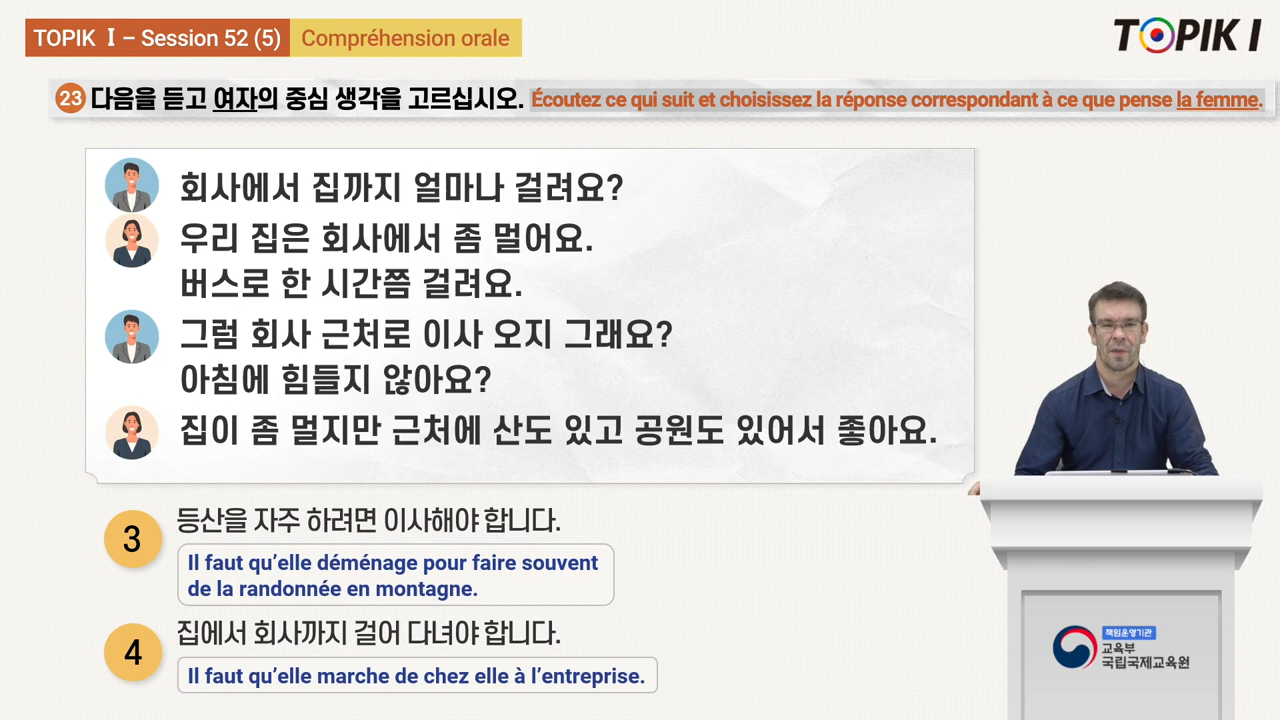 TOPIK Ⅰ – Session 52 (5) Compréhension orale
TOPIK I
23 다음을 듣고 여자의 중심 생각을 고르십시오. Écoutez ce qui suit et choisissez la réponse correspondant à ce que pense la femme.
회사에서 집까지 얼마나 걸려요?
우리 집은 회사에서 좀 멀어요.
버스로 한 시간쯤 걸려요.
그럼 회사 근처로 이사 오지 그래요?
아침에 힘들지 않아요?
집이 좀 멀지만 근처에 산도 있고 공원도 있어서 좋아요.
3 등산을 자주 하려면 이사해야 합니다.
Il faut qu’elle déménage pour faire souvent
de la randonnée en montagne.
4 집에서 회사까지 걸어 다녀야 합니다.
Il faut qu’elle marche de chez elle à l’entreprise.
책임운영기관
교육부
국립국제교육원